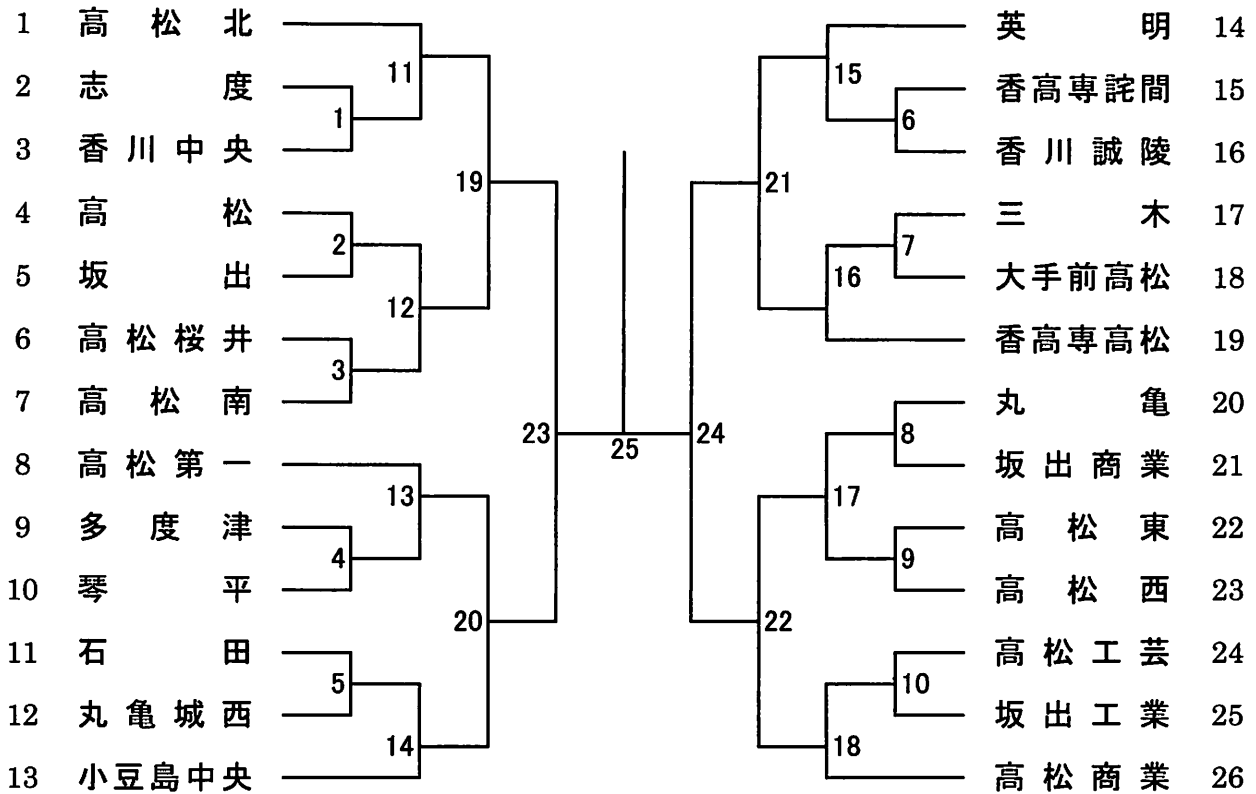 1 高松北
2 志度
3 香川中央
4 高松
5 坂出
6 高松桜井
7 高松南
8 高松第一
9 多度津
10 琴平
11 石田
12 丸亀城西
13 小豆島中央
11
1
19
2
12
3
23
13
4
20
5
14
25
15
6
21
7
16
24
8
17
9
22
10
18
英明 14
香高専詫間 15
香川誠陵 16
三木 17
大手前高松 18
香高専高松 19
丸亀 20
坂出商業 21
高松東 22
高松西 23
高松工芸 24
坂出工業 25
高松商業 26